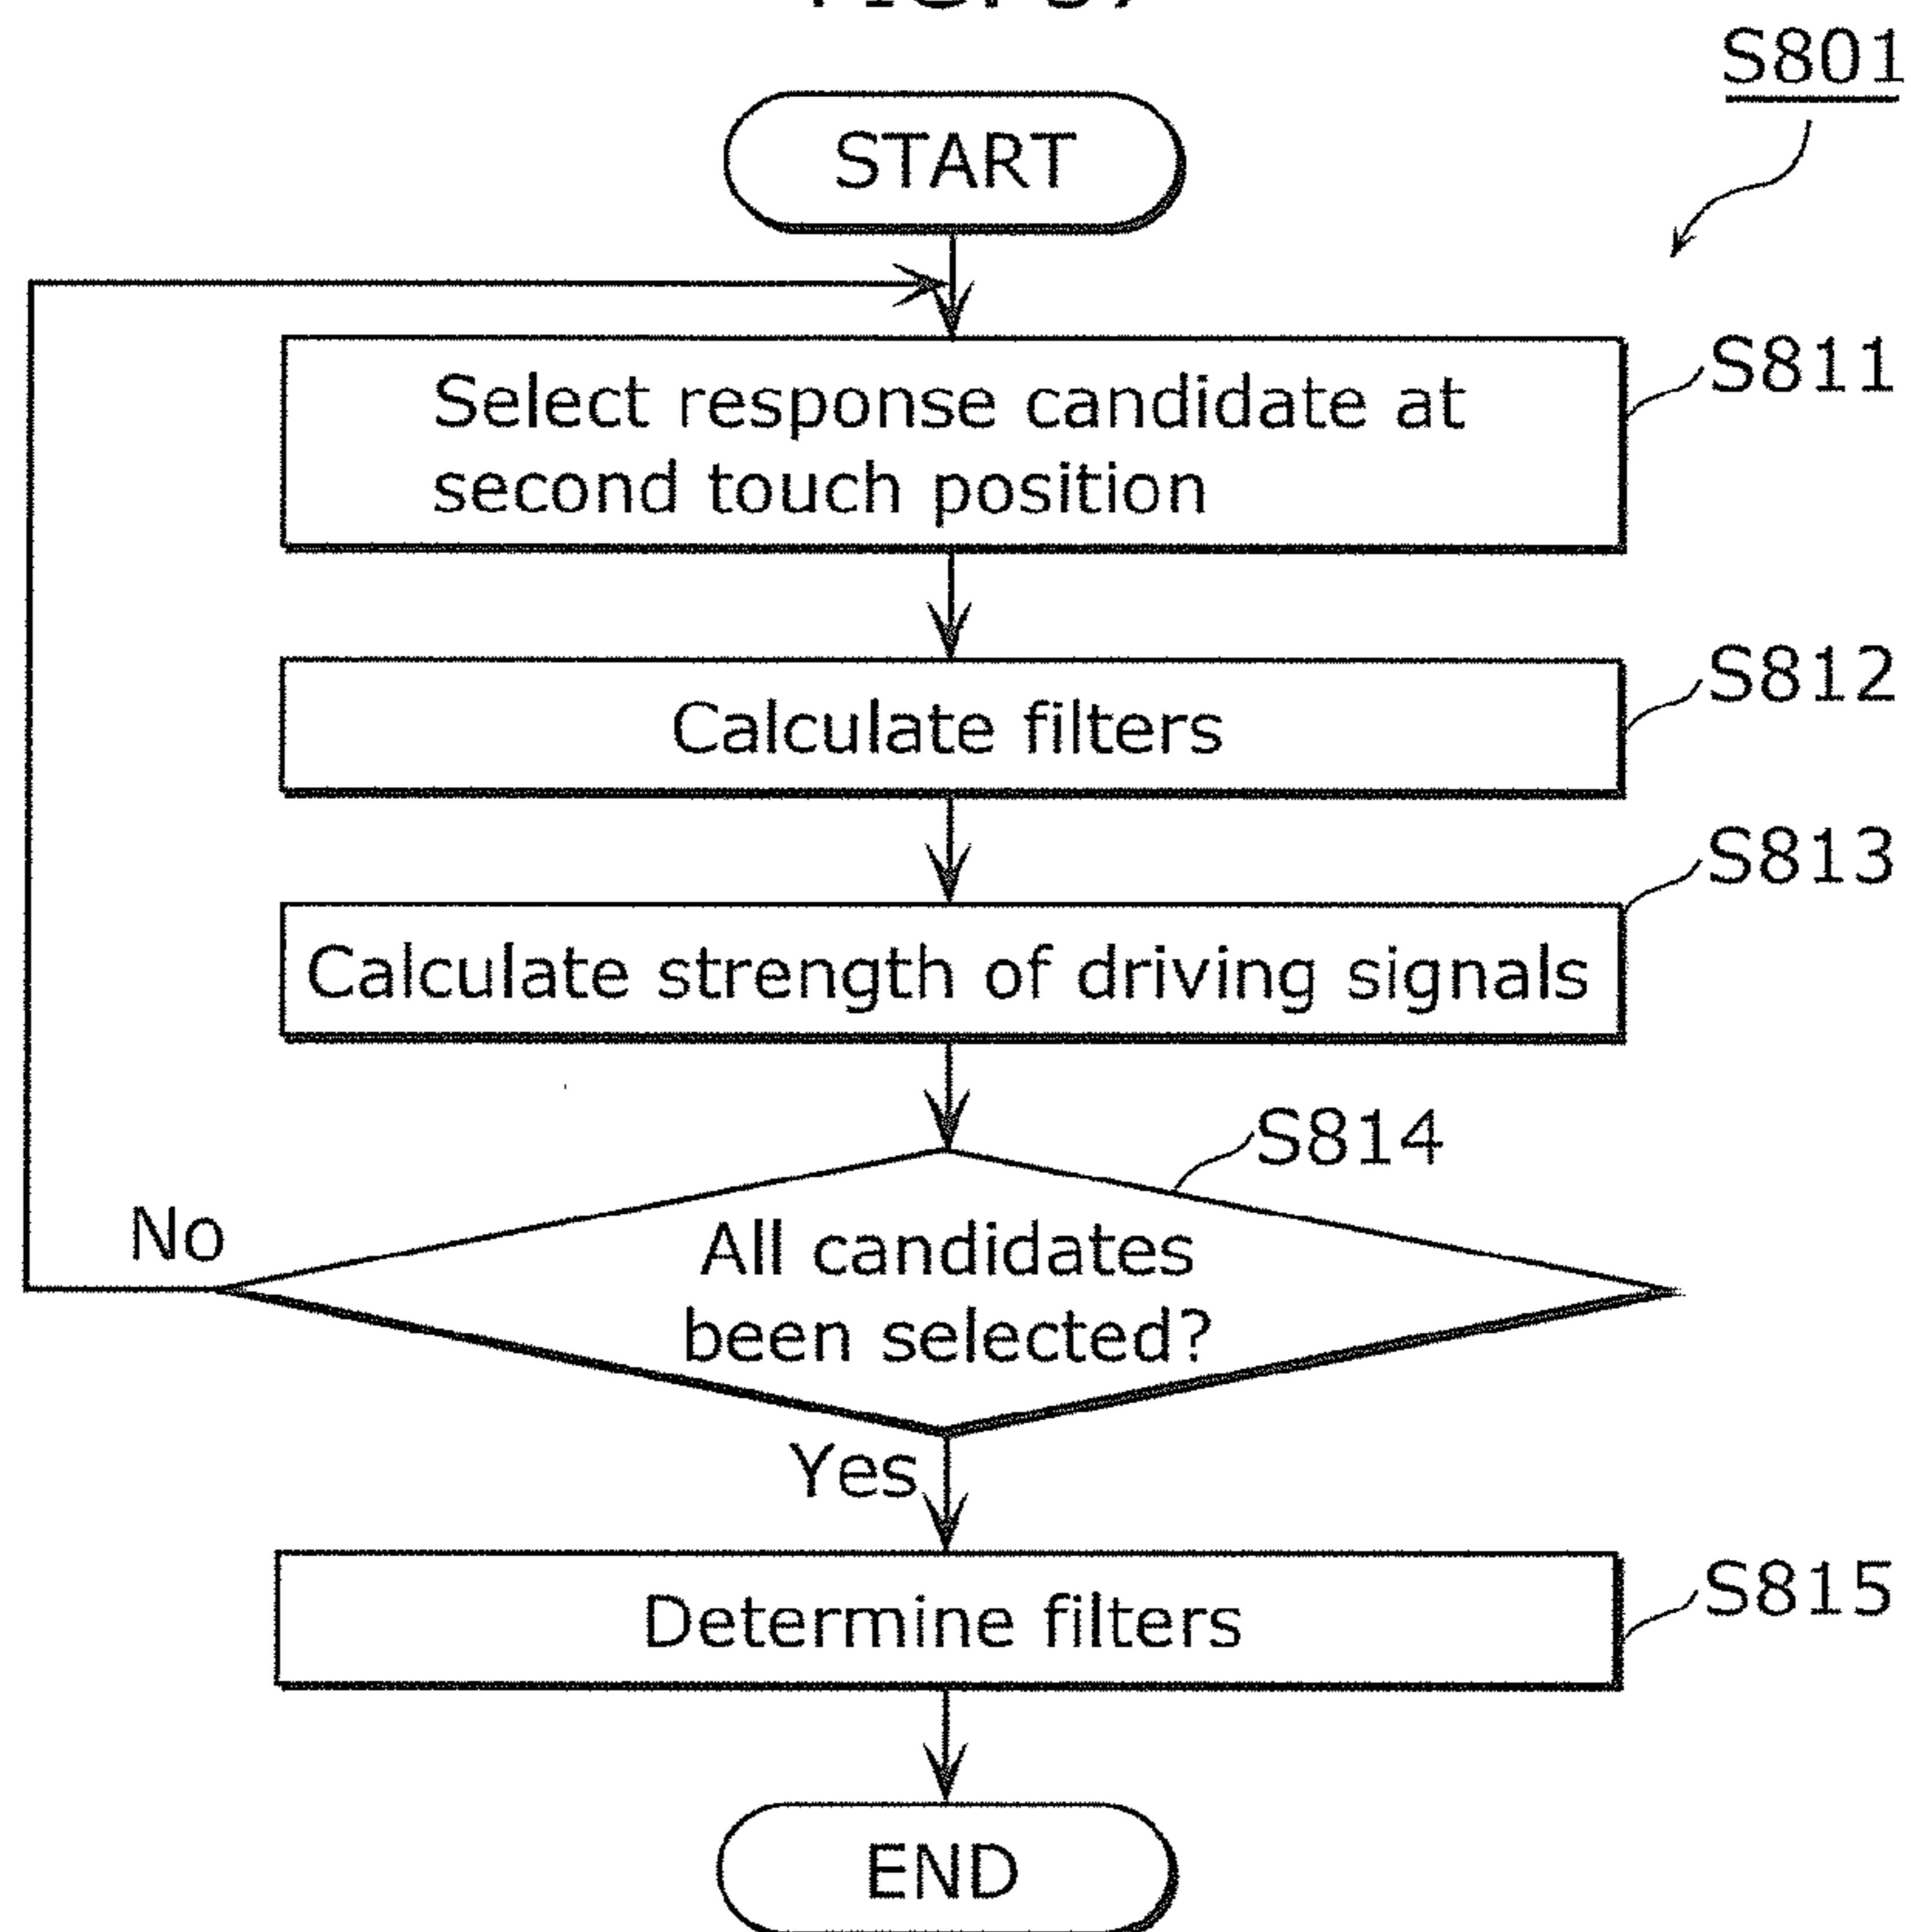 S801
START
Select response candidate at
second touch position
S811
Calculate filters
S812
Calculate strength of driving signals
S813
S814
All candidates
been selected?
No
Yes
Determine filters
S815
END